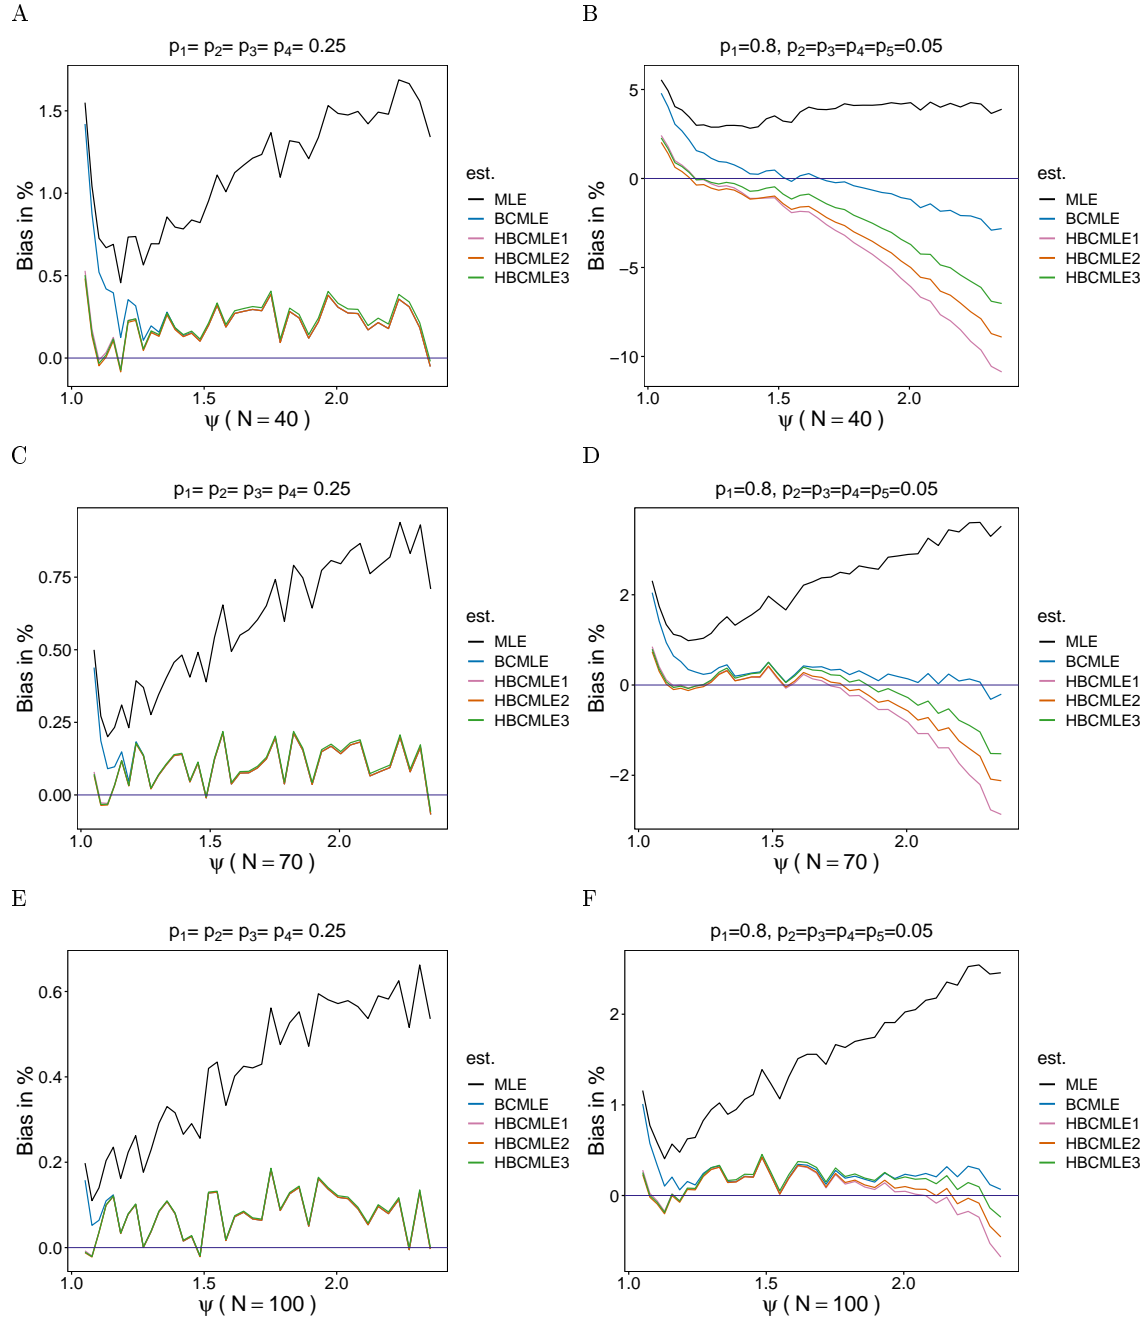 A
p1= p2= p3= p4= 0.25
Bias in %
1.5
1.0
0.5
0.0
1.0 1.5 2.0
ψ ( N = 40 )
est.
MLE
BCMLE
HBCMLE1
HBCMLE2
HBCMLE3
B
p1=0.8, p2=p3=p4=p5=0.05
Bias in %
5
0
−5
−10
1.0 1.5 2.0
ψ ( N = 40 )
est.
MLE
BCMLE
HBCMLE1
HBCMLE2
HBCMLE3
C
p1= p2= p3= p4= 0.25
Bias in %
0.75
0.50
0.25
0.00
1.0 1.5 2.0
ψ ( N = 70 )
est.
MLE
BCMLE
HBCMLE1
HBCMLE2
HBCMLE3
D
p1=0.8, p2=p3=p4=p5=0.05
Bias in %
2
0
−2
1.0 1.5 2.0
ψ ( N = 70 )
est.
MLE
BCMLE
HBCMLE1
HBCMLE2
HBCMLE3
E
p1= p2= p3= p4= 0.25
Bias in %
0.6
0.4
0.2
0.0
1.0 1.5 2.0
ψ ( N = 100 )
est.
MLE
BCMLE
HBCMLE1
HBCMLE2
HBCMLE3
F
p1=0.8, p2=p3=p4=p5=0.05
Bias in %
2
1
0
1.0 1.5 2.0
ψ ( N = 100 )
est.
MLE
BCMLE
HBCMLE1
HBCMLE2
HBCMLE3